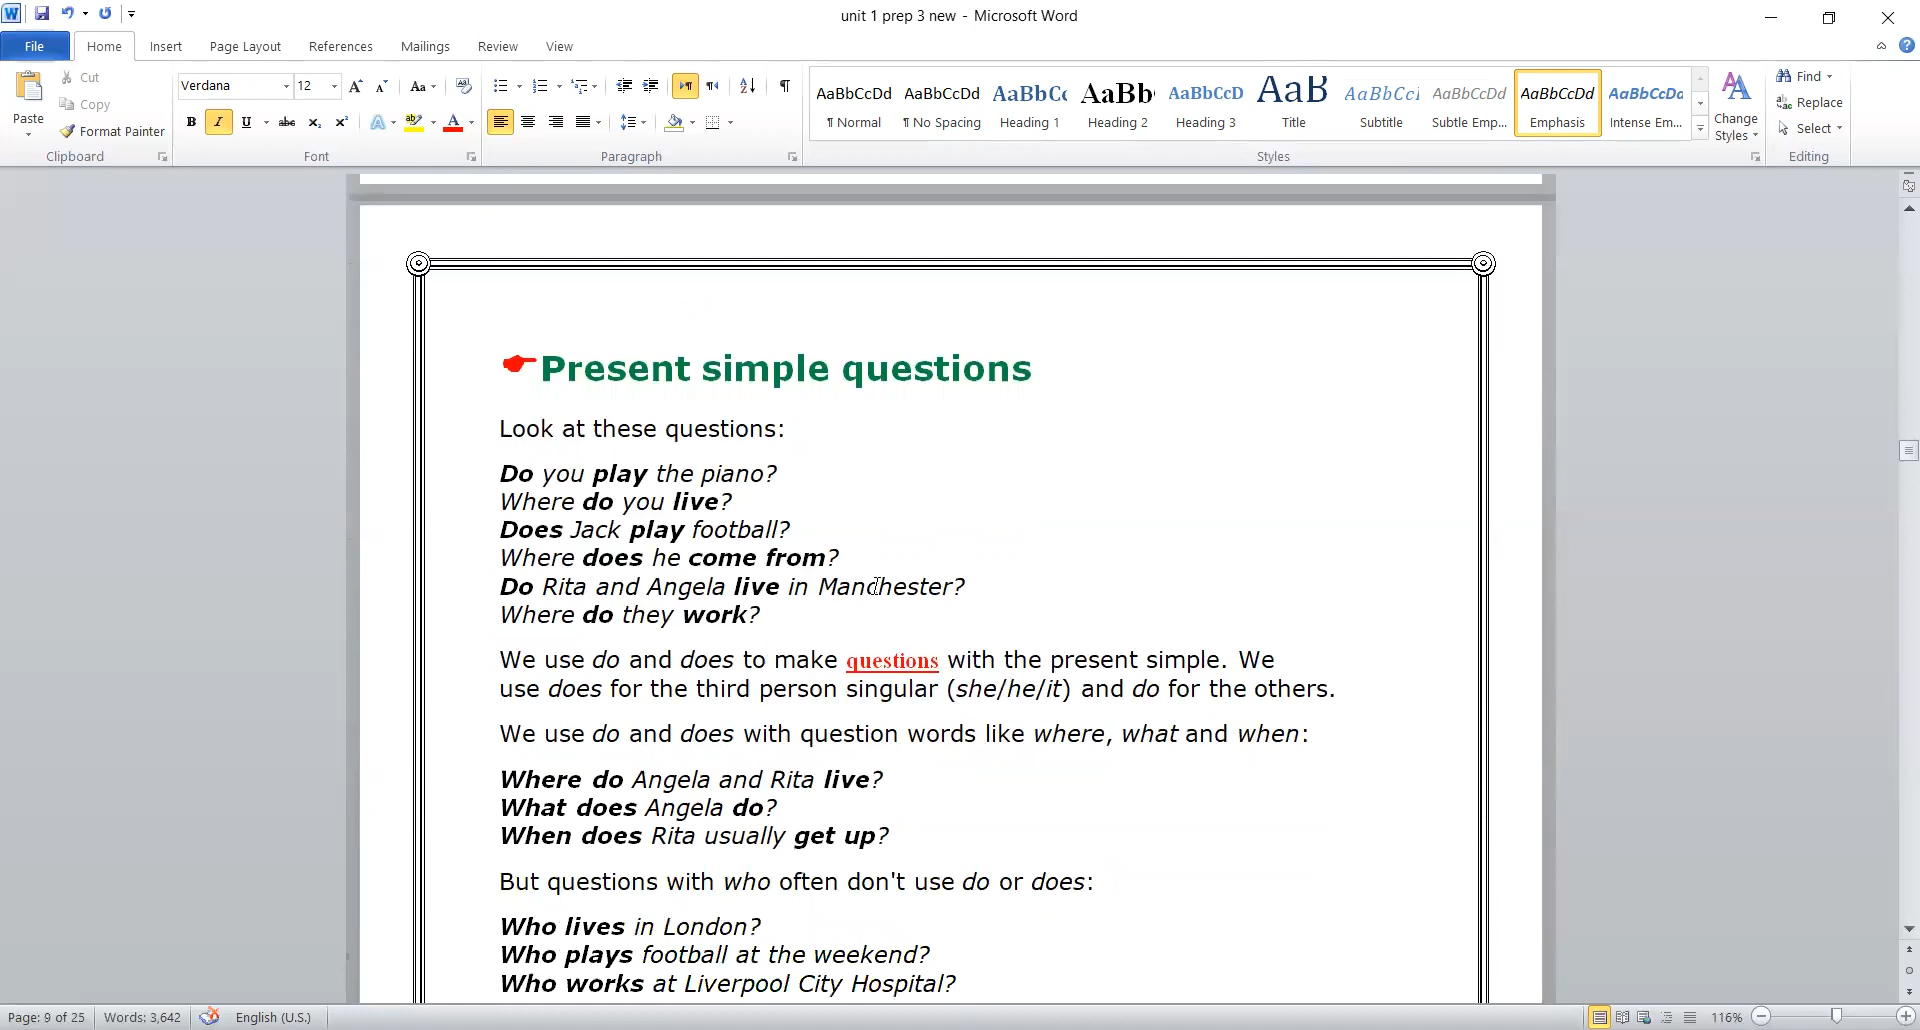 unit 1 prep 3 new - Microsoft Word
File Home Insert Page Layout References Mailings Review View
Paste
Cut
Copy
Format Painter
Clipboard
Verdana 12
Font
Paragraph
AaBbCcDd AaBbCcDd AaBbCc AaBb AaBbCcD AaB AaBbCcl AaBbCcDd AaBbCcDd AaBbCcDd
¶ Normal ¶ No Spacing Heading 1 Heading 2 Heading 3 Title Subtitle Subtle Emp... Emphasis Intense Em...
Styles
Change Styles
Find
Replace
Select
Editing
Present simple questions
Look at these questions:
Do you play the piano?
Where do you live?
Does Jack play football?
Where does he come from?
Do Rita and Angela live in Manchester?
Where do they work?
We use do and does to make questions with the present simple. We
use does for the third person singular (she/he/it) and do for the others.
We use do and does with question words like where, what and when:
Where do Angela and Rita live?
What does Angela do?
When does Rita usually get up?
But questions with who often don't use do or does:
Who lives in London?
Who plays football at the weekend?
Who works at Liverpool City Hospital?
Page: 9 of 25 Words: 3,642 English (U.S.) 116%